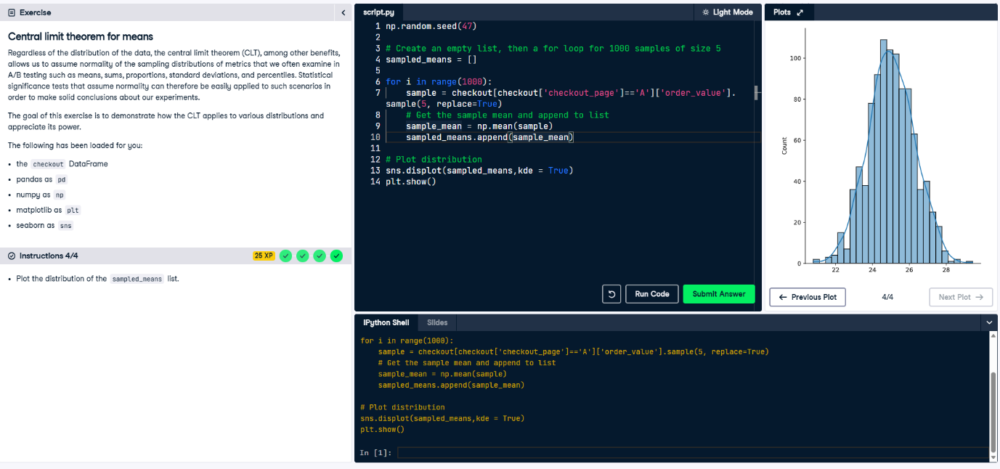 Exercise
Central limit theorem for means
Regardless of the distribution of the data, the central limit theorem (CLT), among other benefits,
allows us to assume normality of the sampling distributions of metrics that we often examine in
A/B testing such as means, sums, proportions, standard deviations, and percentiles. Statistical
significance tests that assume normality can therefore be easily applied to such scenarios in
order to make solid conclusions about our experiments.
The goal of this exercise is to demonstrate how the CLT applies to various distributions and
appreciate its power.
The following has been loaded for you:
• the checkout DataFrame
• pandas as pd
• numpy as np
• matplotlib as plt
• seaborn as sns
Instructions 4/4
25 XP
• Plot the distribution of the sampled_means list.
script.py
Light Mode
1 np.random.seed(47)
2
3 # Create an empty list, then a for loop for 1000 samples of size 5
4 sampled_means = []
5
6 for i in range(1000):
7     sample = checkout[checkout['checkout_page']=='A']['order_value'].
sample(5, replace=True)
8     # Get the sample mean and append to list
9     sample_mean = np.mean(sample)
10     sampled_means.append(sample_mean)
11
12 # Plot distribution
13 sns.displot(sampled_means,kde = True)
14 plt.show()
Run Code
Submit Answer
IPython Shell
Slides
for i in range(1000):
    sample = checkout[checkout['checkout_page']=='A']['order_value'].sample(5, replace=True)
    # Get the sample mean and append to list
    sample_mean = np.mean(sample)
    sampled_means.append(sample_mean)

# Plot distribution
sns.displot(sampled_means,kde = True)
plt.show()
In [1]:
Plots
Count
100
80
60
40
20
0
22 24 26 28
← Previous Plot
4/4
Next Plot →